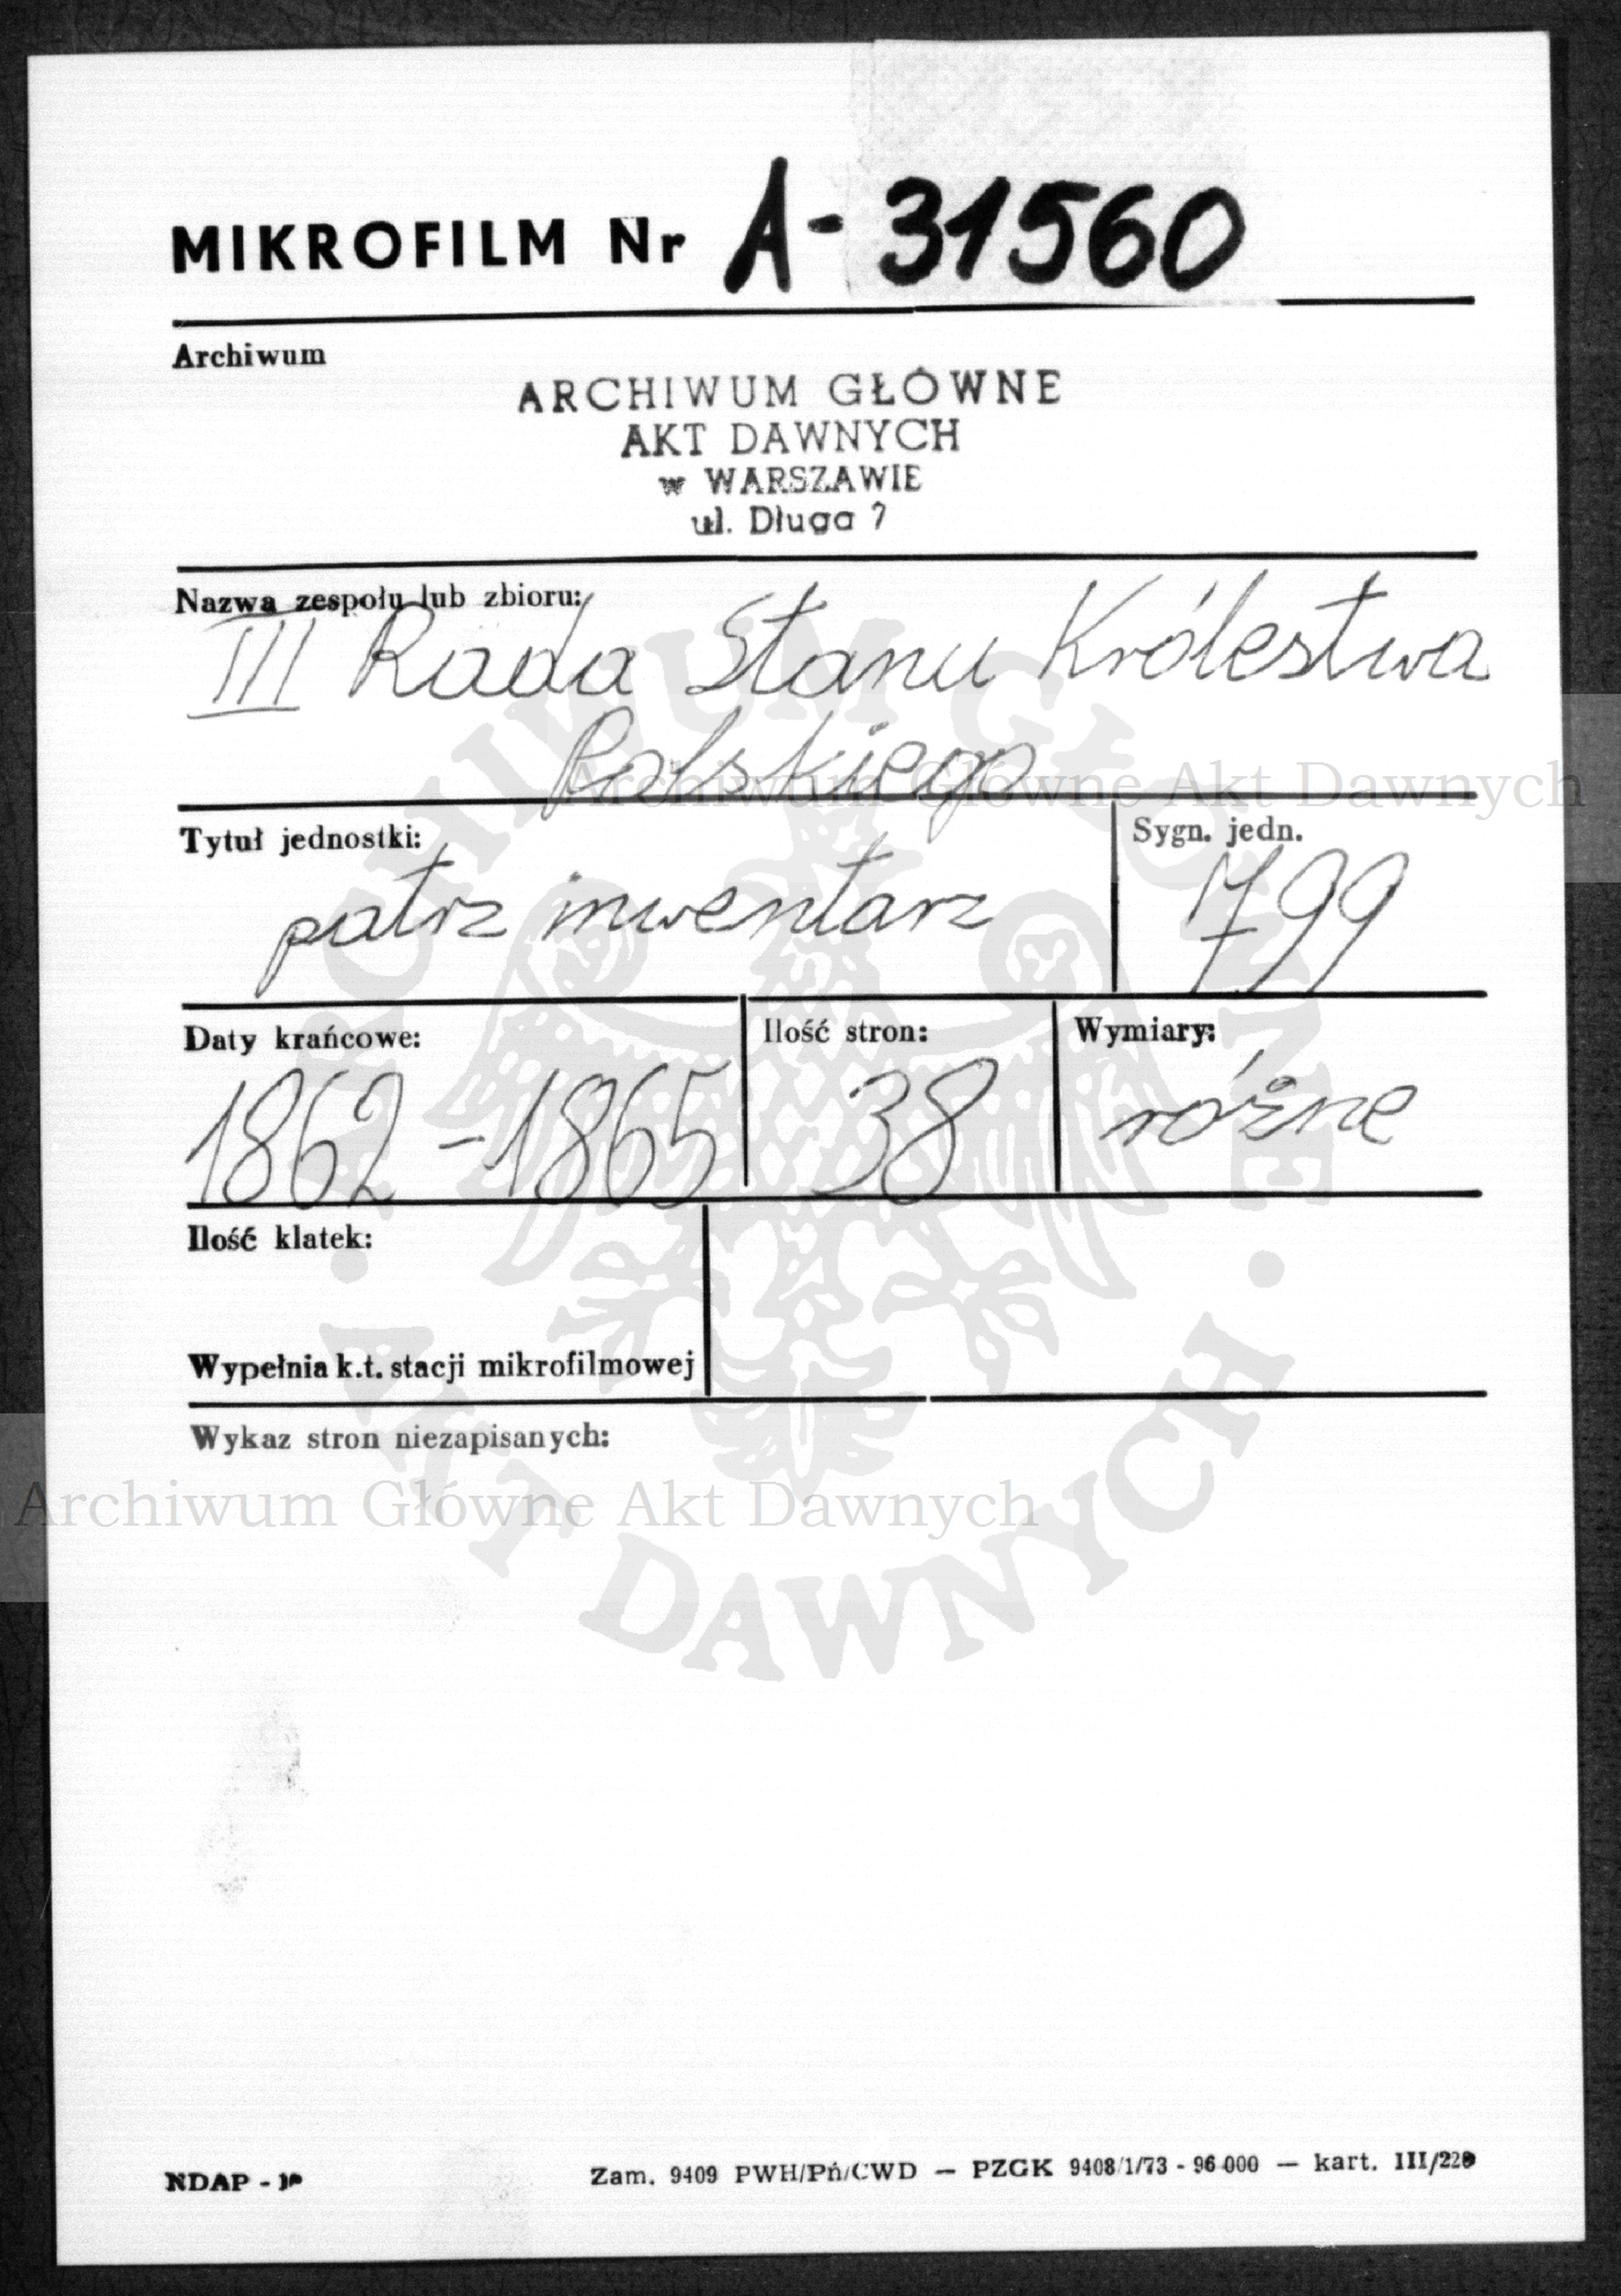 MIKROFILM Nr A-31560
Archiwum
ARCHIWUM GŁÓWNE
AKT DAWNYCH
w WARSZAWIE
ul. Długa 7
Nazwa zespołu lub zbioru:
III Rada Stanu Królestwa
Polskiego
Archiwum Główne Akt Dawnych
Tytuł jednostki:
patrz inwentarz
Sygn. jedn.
799
Daty krańcowe:
1862-1865
Ilość stron:
38
Wymiary:
różne
Ilość klatek:
Wypełnia k.t. stacji mikrofilmowej
Wykaz stron niezapisanych:
Archiwum Główne Akt Dawnych
ARCHIWUM GŁÓWNE
· AKT DAWNYCH ·
NDAP -
Zam. 9409 PWH/Pń/CWD — PZGK 9408/1/73 - 96 000 — kart. III/220